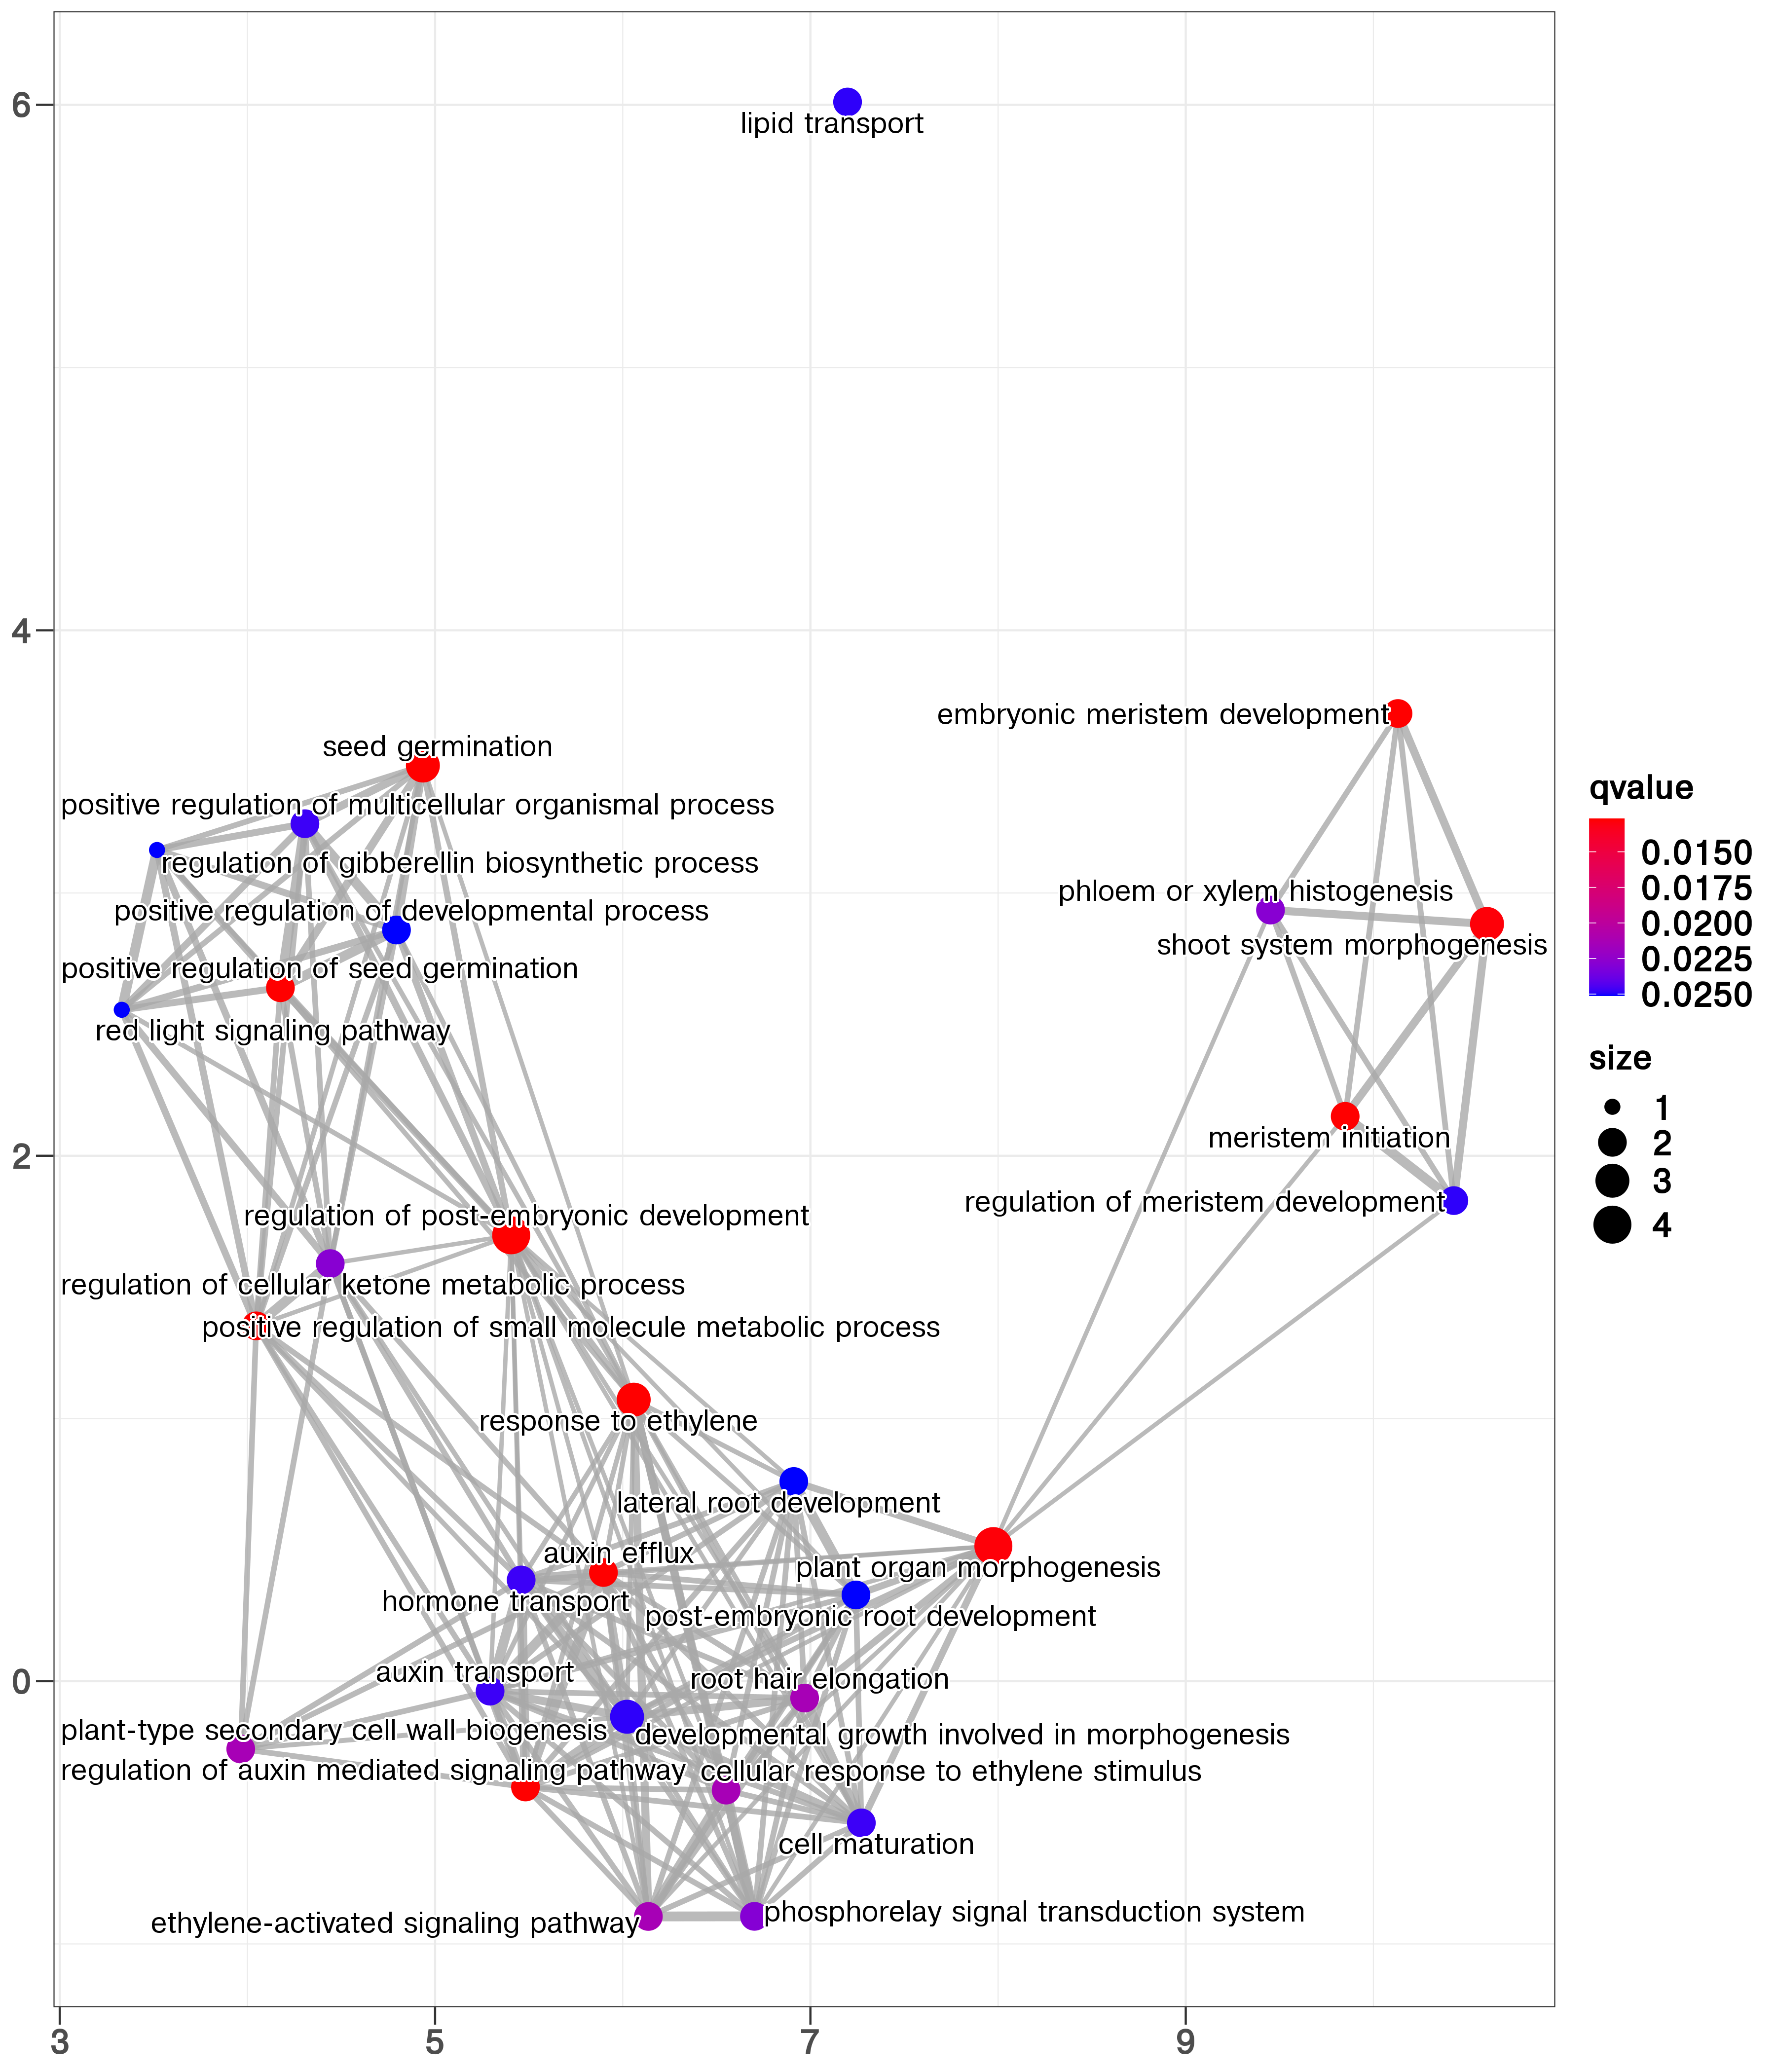 6
lipid transport
4
embryonic meristem development
seed germination
positive regulation of multicellular organismal process
regulation of gibberellin biosynthetic process
phloem or xylem histogenesis
positive regulation of developmental process
shoot system morphogenesis
positive regulation of seed germination
red light signaling pathway
meristem initiation
2
regulation of meristem development
regulation of post-embryonic development
regulation of cellular ketone metabolic process
positive regulation of small molecule metabolic process
response to ethylene
lateral root development
auxin efflux
plant organ morphogenesis
hormone transport
post-embryonic root development
auxin transport
root hair elongation
0
plant-type secondary cell wall biogenesis
developmental growth involved in morphogenesis
regulation of auxin mediated signaling pathway
cellular response to ethylene stimulus
cell maturation
ethylene-activated signaling pathway
phosphorelay signal transduction system
3
5
7
9
qvalue
0.0150
0.0175
0.0200
0.0225
0.0250
size
1
2
3
4